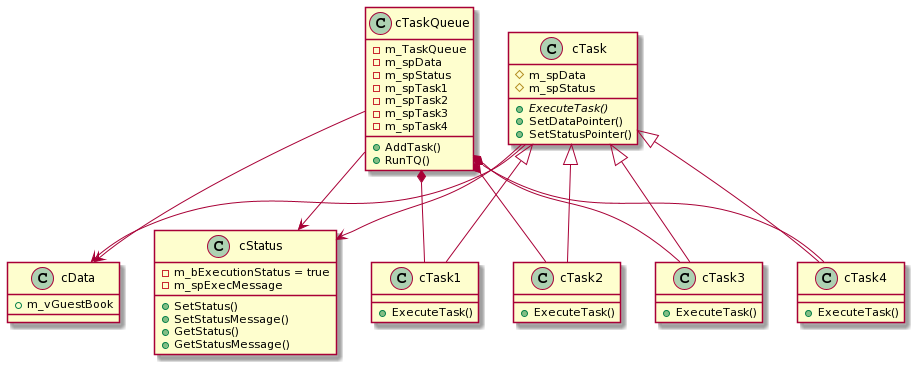 C cTaskQueue
m_TaskQueue
m_spData
m_spStatus
m_spTask1
m_spTask2
m_spTask3
m_spTask4
AddTask()
RunTQ()
C cTask
m_spData
m_spStatus
ExecuteTask()
SetDataPointer()
SetStatusPointer()
C cData
m_vGuestBook
C cStatus
m_bExecutionStatus = true
m_spExecMessage
SetStatus()
SetStatusMessage()
GetStatus()
GetStatusMessage()
C cTask1
ExecuteTask()
C cTask2
ExecuteTask()
C cTask3
ExecuteTask()
C cTask4
ExecuteTask()